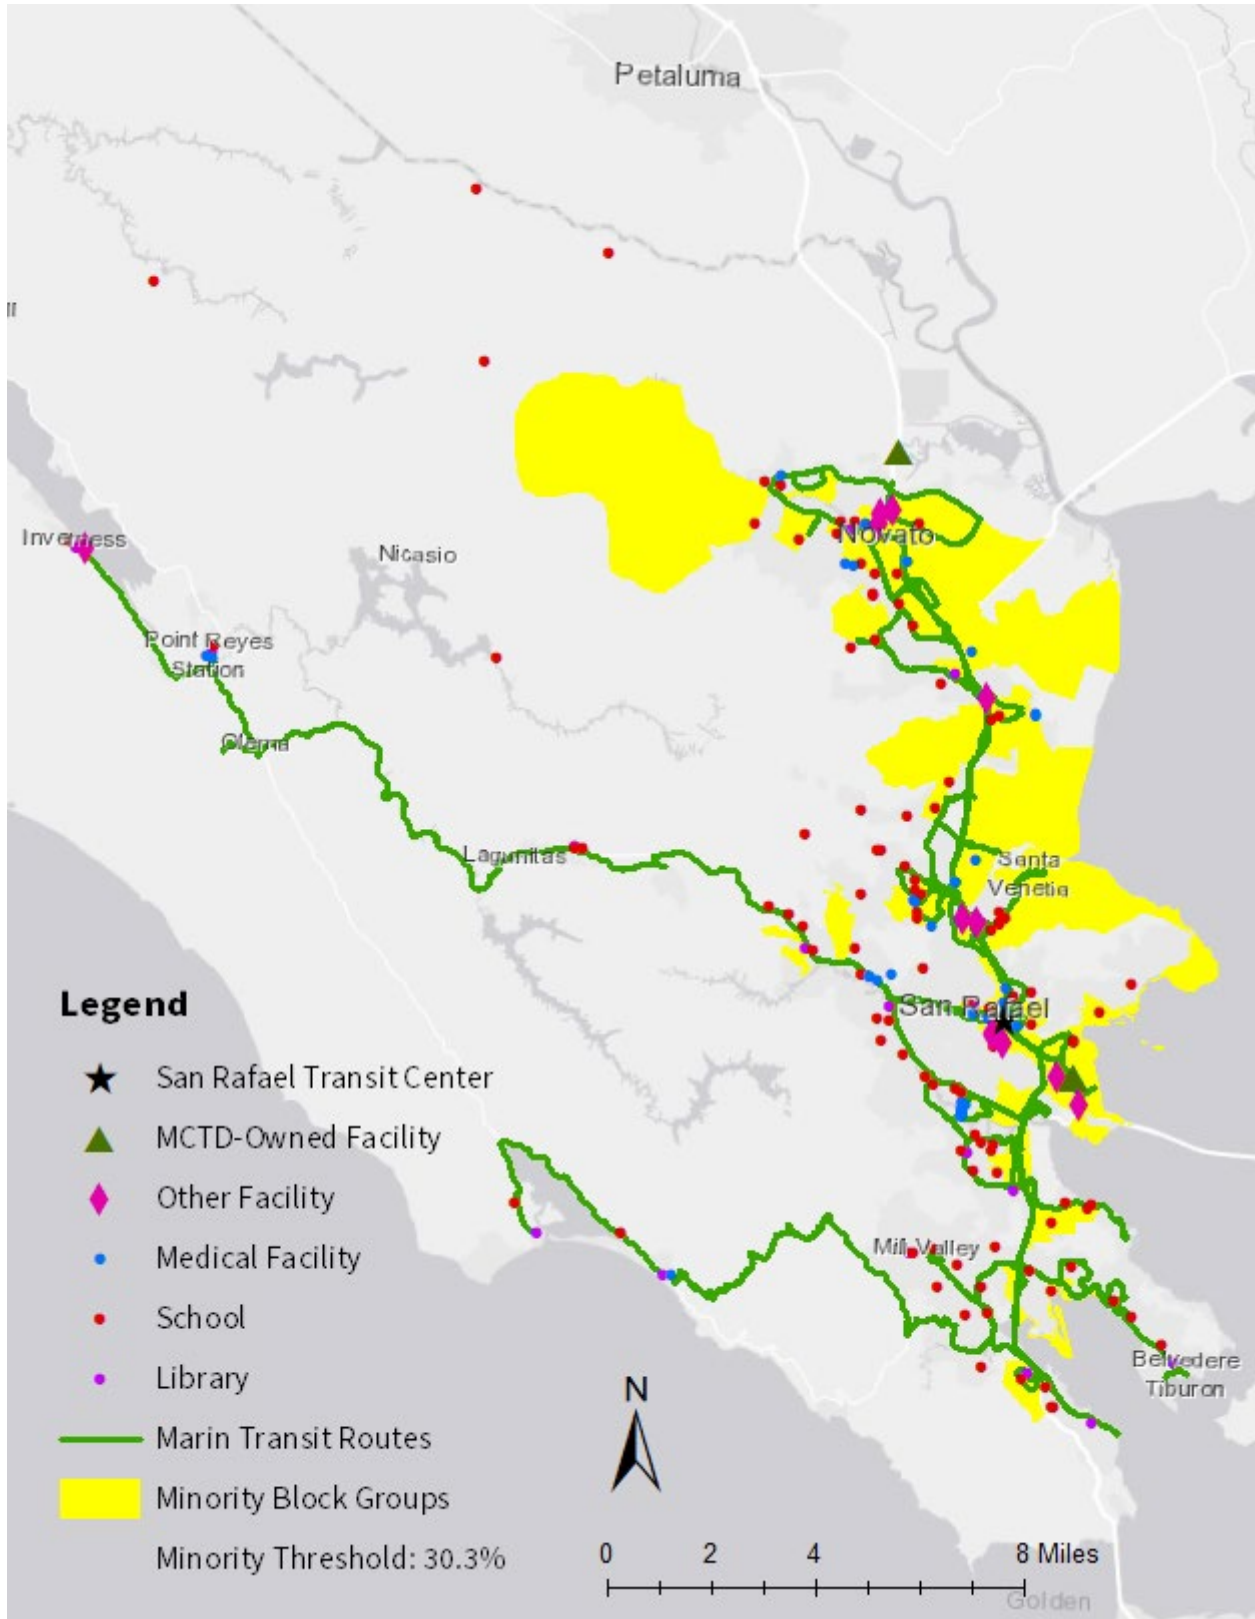 Petaluma
ll
Inverness
Nicasio
Novato
Point Reyes
Station
Olema
Lagunitas
Santa
Venetia
San Rafael
Mill Valley
Belvedere
Tiburon
Golden
Legend
San Rafael Transit Center
MCTD-Owned Facility
Other Facility
Medical Facility
School
Library
Marin Transit Routes
Minority Block Groups
Minority Threshold: 30.3%
N
0 2 4 8 Miles